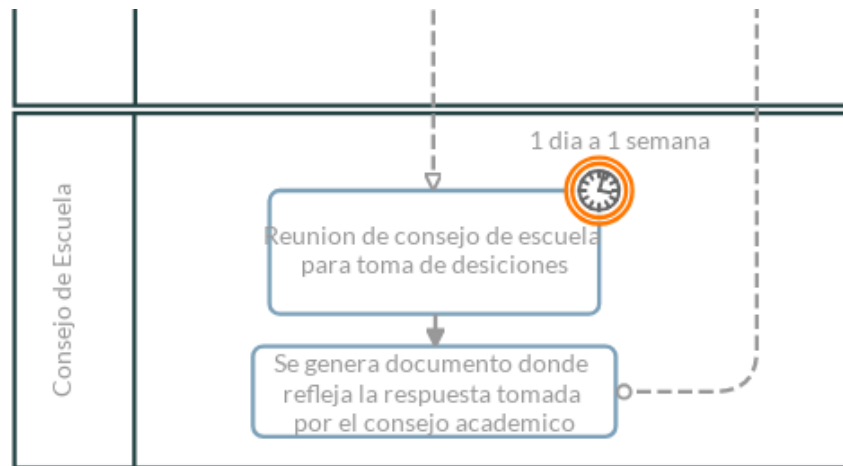 1 dia a 1 semana
Reunion de consejo de escuela
para toma de desiciones
Se genera documento donde
refleja la respuesta tomada
por el consejo academico
Consejo de Escuela